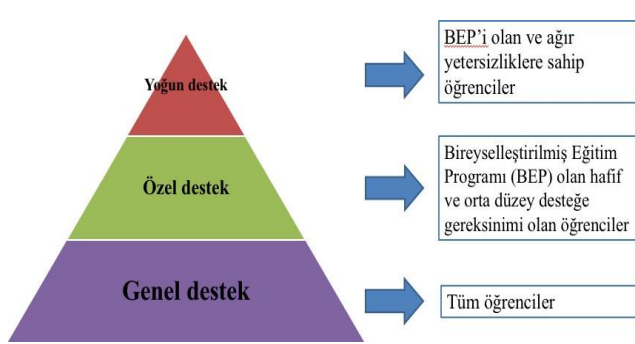 Yoğun destek
BEP'i olan ve ağır
yetersizliklere sahip
öğrenciler
Özel destek
Bireyselleştirilmiş Eğitim
Programı (BEP) olan hafif
ve orta düzey desteğe
gereksinimi olan öğrenciler
Genel destek
Tüm öğrenciler